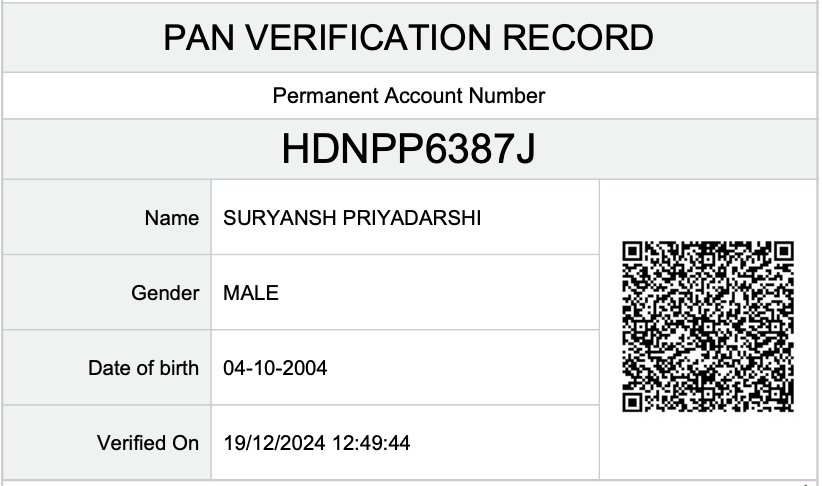 PAN VERIFICATION RECORD
Permanent Account Number
HDNPP6387J
Name SURYANSH PRIYADARSHI
Gender MALE
Date of birth 04-10-2004
Verified On 19/12/2024 12:49:44